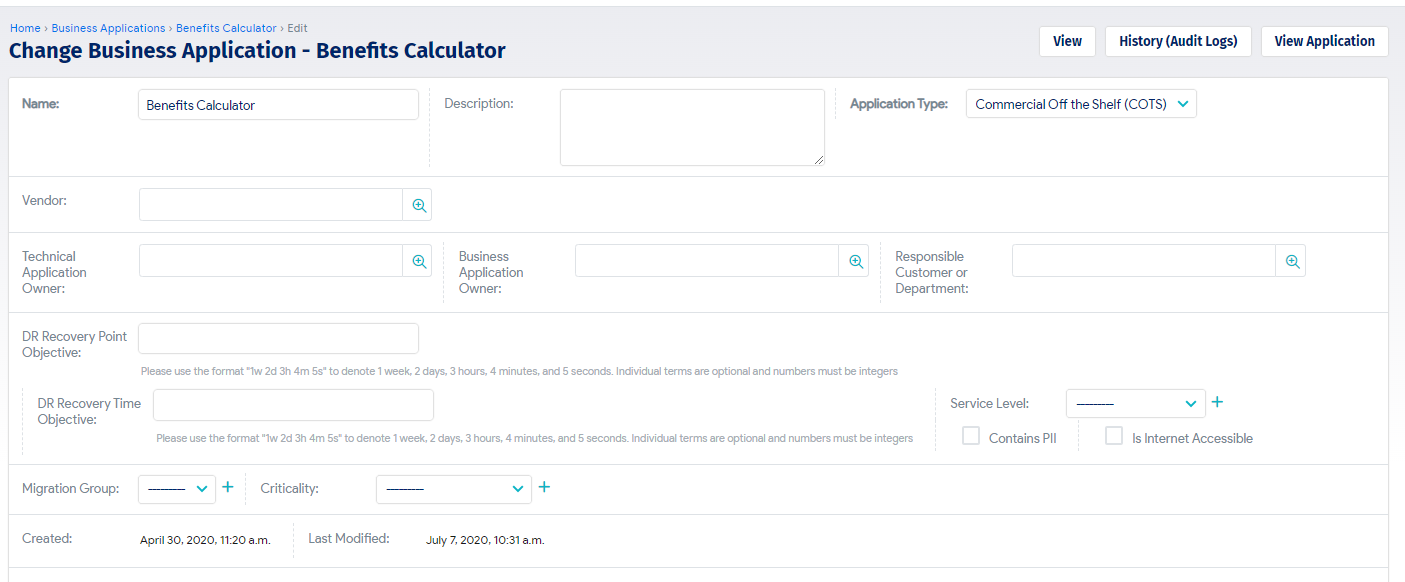 Home › Business Applications › Benefits Calculator › Edit
Change Business Application - Benefits Calculator
View
History (Audit Logs)
View Application
Name:
Benefits Calculator
Description:
Application Type:
Commercial Off the Shelf (COTS)
Vendor:
Technical
Application
Owner:
Business
Application
Owner:
Responsible
Customer or
Department:
DR Recovery Point
Objective:
Please use the format "1w 2d 3h 4m 5s" to denote 1 week, 2 days, 3 hours, 4 minutes, and 5 seconds. Individual terms are optional and numbers must be integers
DR Recovery Time
Objective:
Please use the format "1w 2d 3h 4m 5s" to denote 1 week, 2 days, 3 hours, 4 minutes, and 5 seconds. Individual terms are optional and numbers must be integers
Service Level:
---------
Contains PII
Is Internet Accessible
Migration Group:
---------
Criticality:
---------
Created:
April 30, 2020, 11:20 a.m.
Last Modified:
July 7, 2020, 10:31 a.m.